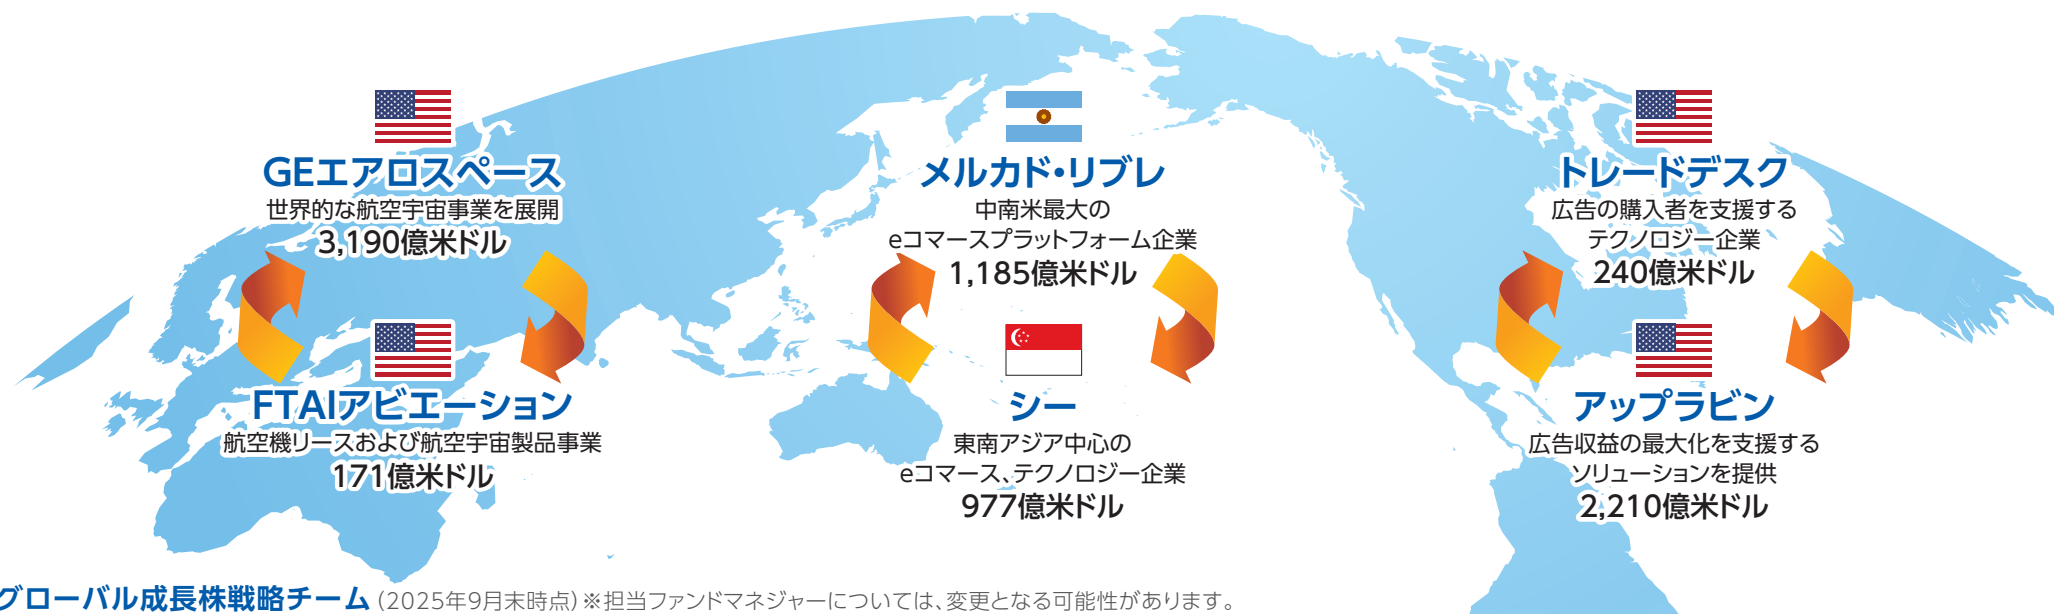 GEエアロスペース
世界的な航空宇宙事業を展開
3,190億米ドル
FTAIアビエーション
航空機リースおよび航空宇宙製品事業
171億米ドル
メルカド・リブレ
中南米最大の
eコマースプラットフォーム企業
1,185億米ドル
シー
東南アジア中心の
eコマース、テクノロジー企業
977億米ドル
トレードデスク
広告の購入者を支援する
テクノロジー企業
240億米ドル
アップラビン
広告収益の最大化を支援する
ソリューションを提供
2,210億米ドル
グローバル成長株戦略チーム(2025年9月末時点)※担当ファンドマネジャーについては、変更となる可能性があります。